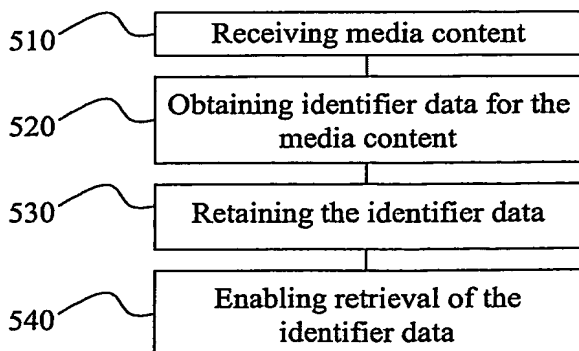 510
Receiving media content
520
Obtaining identifier data for the
media content
530
Retaining the identifier data
540
Enabling retrieval of the
identifier data